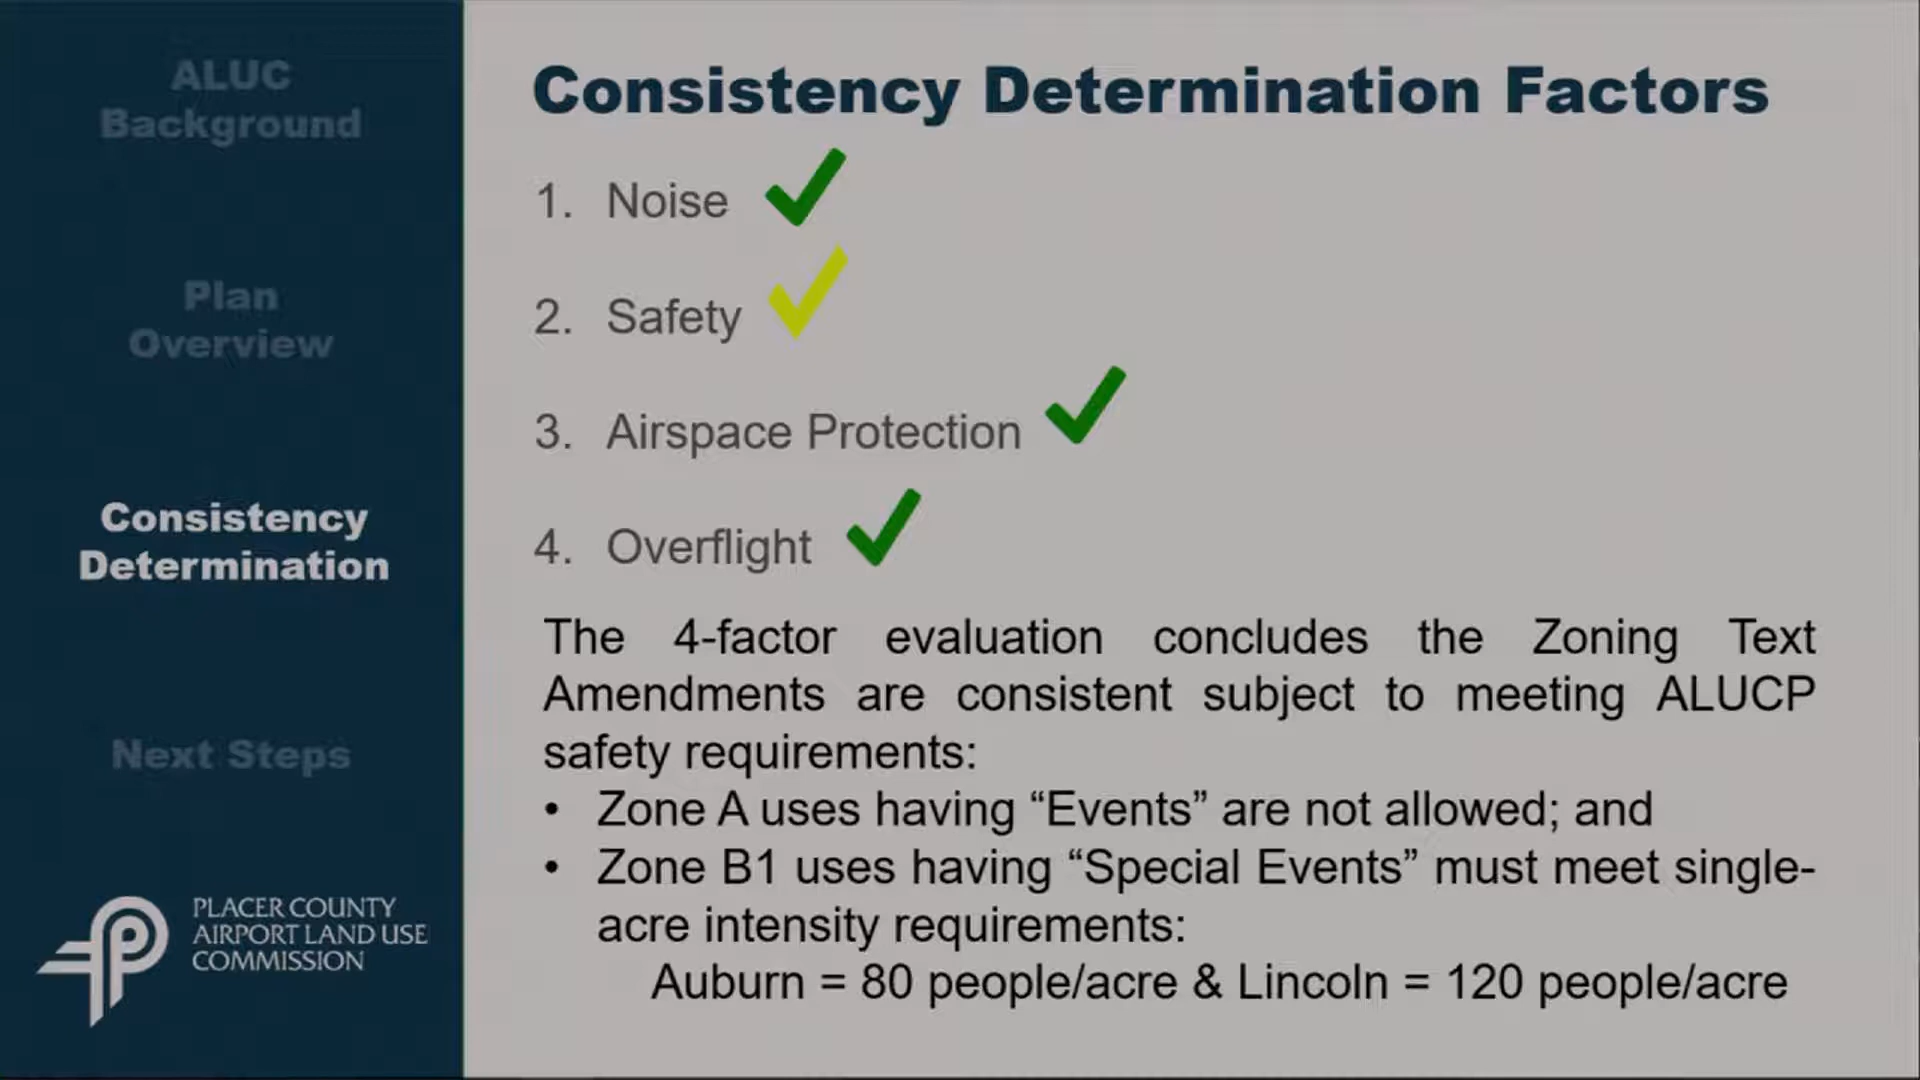 ALUC
Background
Plan
Overview
Consistency
Determination
Next Steps
PLACER COUNTY
AIRPORT LAND USE
COMMISSION
Consistency Determination Factors
1. Noise
2. Safety
3. Airspace Protection
4. Overflight
The 4-factor evaluation concludes the Zoning Text
Amendments are consistent subject to meeting ALUCP
safety requirements:
• Zone A uses having “Events” are not allowed; and
• Zone B1 uses having “Special Events” must meet single-
acre intensity requirements:
Auburn = 80 people/acre & Lincoln = 120 people/acre